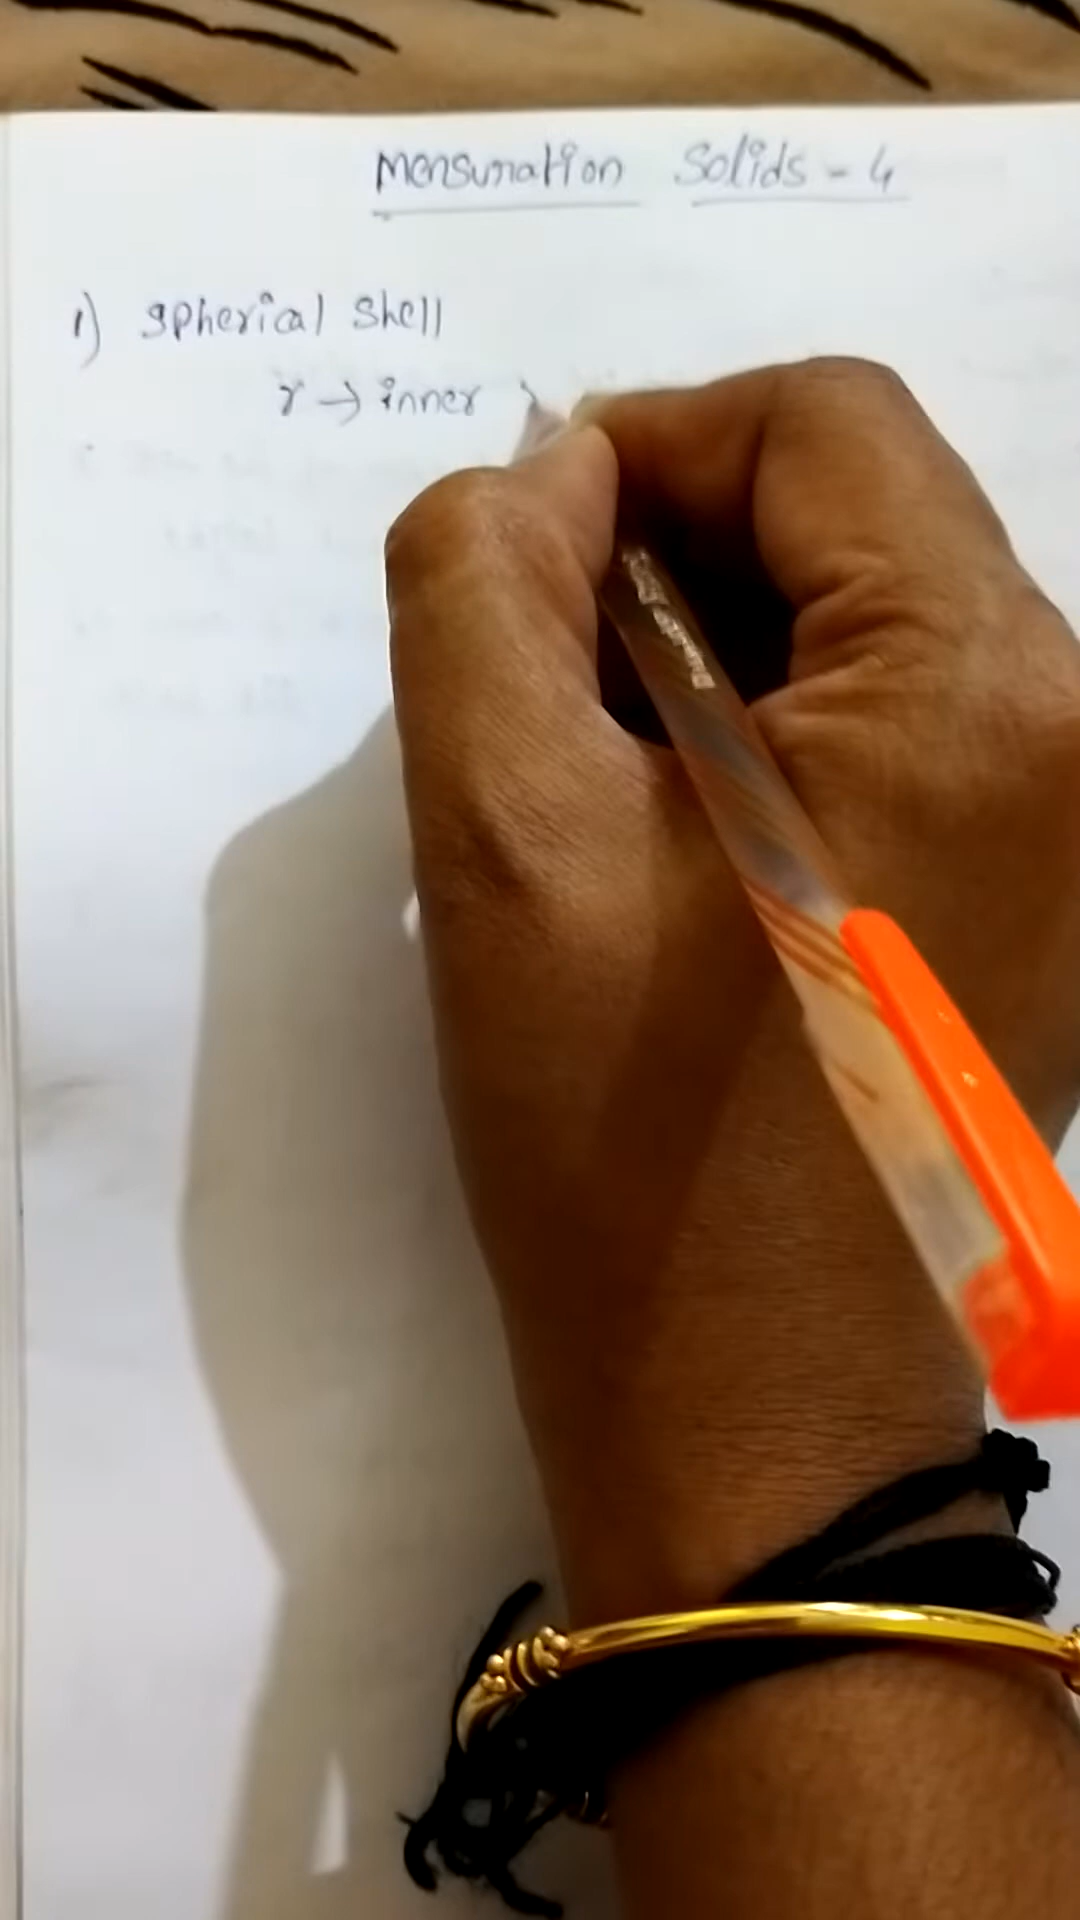 Mensuration Solids - 4
1) Spherical Shell
r → inner